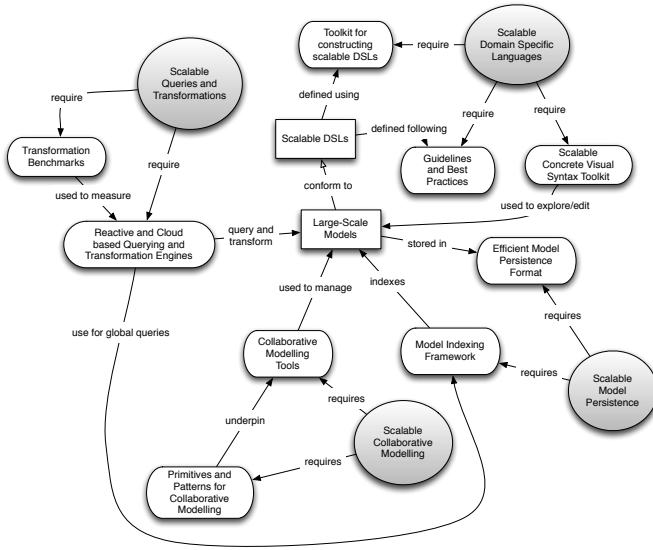 Toolkit for
constructing
scalable DSLs
require
Scalable
Domain Specific
Languages
Scalable
Queries and
Transformations
require
defined using
require
require
Transformation
Benchmarks
require
Scalable DSLs
defined following
Guidelines
and Best
Practices
Scalable
Concrete Visual
Syntax Toolkit
used to measure
conform to
used to explore/edit
Reactive and Cloud
based Querying and
Transformation Engines
query and
transform
Large-Scale
Models
stored in
Efficient Model
Persistence
Format
used to manage
indexes
requires
use for global queries
Collaborative
Modelling
Tools
Model Indexing
Framework
requires
Scalable
Model
Persistence
requires
underpin
Scalable
Collaborative
Modelling
requires
Primitives and
Patterns for
Collaborative
Modelling